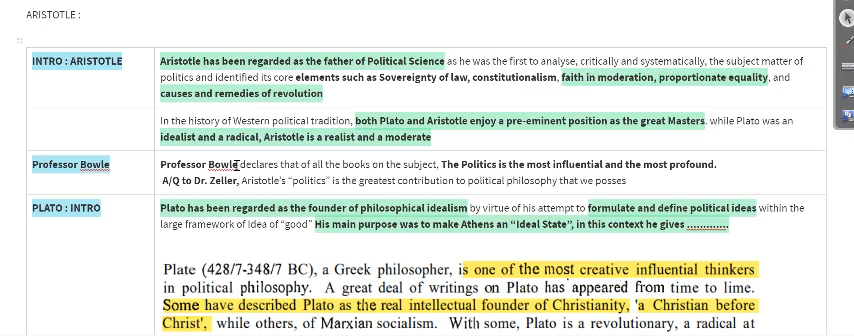 ARISTOTLE :
INTRO : ARISTOTLE
Aristotle has been regarded as the father of Political Science as he was the first to analyse, critically and systematically, the subject matter of
politics and identified its core elements such as Sovereignty of law, constitutionalism, faith in moderation, proportionate equality, and
causes and remedies of revolution
In the history of Western political tradition, both Plato and Aristotle enjoy a pre-eminent position as the great Masters. while Plato was an
idealist and a radical, Aristotle is a realist and a moderate
Professor Bowle
Professor Bowle declares that of all the books on the subject, The Politics is the most influential and the most profound.
A/Q to Dr. Zeller, Aristotle's "politics" is the greatest contribution to political philosophy that we posses
PLATO : INTRO
Plato has been regarded as the founder of philosophical idealism by virtue of his attempt to formulate and define political ideas within the
large framework of Idea of "good" His main purpose was to make Athens an "Ideal State", in this context he gives .............
Plate (428/7-348/7 BC), a Greek philosopher, is one of the most creative influential thinkers
in political philosophy. A great deal of writings on Plato has appeared from time to time.
Some have described Plato as the real intellectual founder of Christianity, 'a Christian before
Christ', while others, of Marxian socialism. With some, Plato is a revolutionary, a radical at